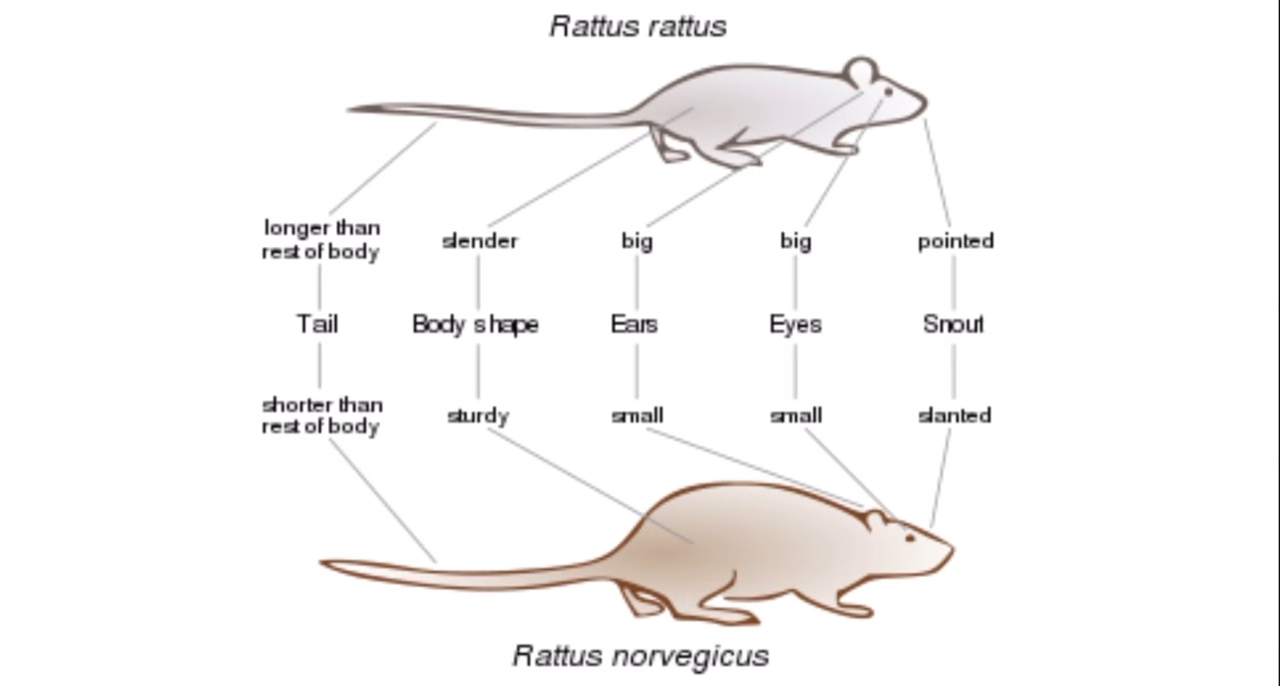 Rattus rattus
longer than
rest of body
slender
big
big
pointed
Tail
Body shape
Ears
Eyes
Snout
shorter than
rest of body
sturdy
small
small
slanted
Rattus norvegicus